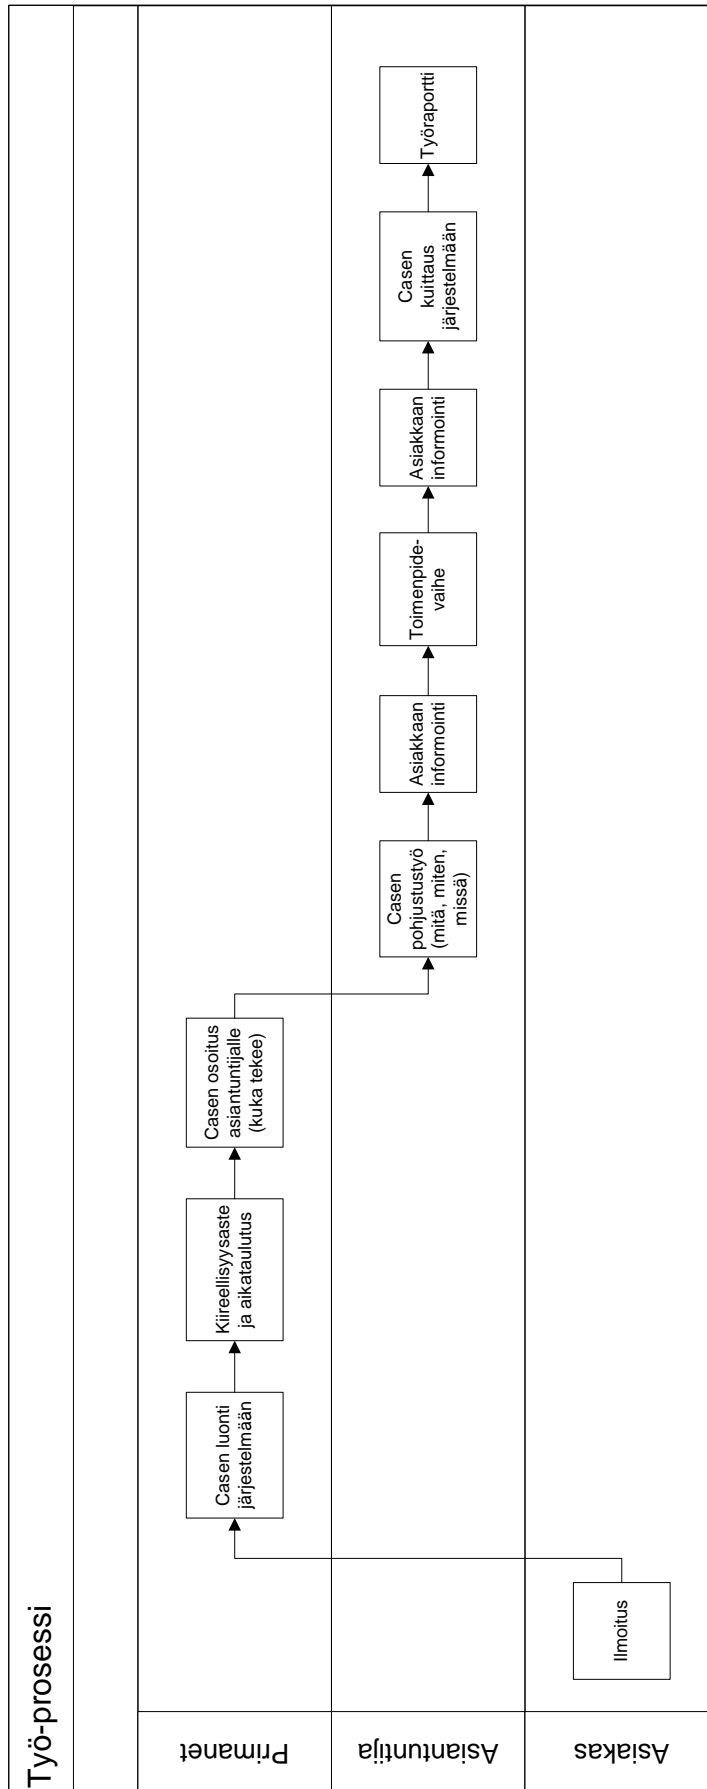 Työ-prosessi
Primanet
Asiantuntija
Asiakas
Ilmoitus
Casen luonti
järjestelmään
Kiireellisyysaste
ja aikataulutus
Casen osoitus
asiantuntijalle
(kuka tekee)
Casen
pohjustustyö
(mitä, miten,
missä)
Asiakkaan
informointi
Toimenpide-
vaihe
Asiakkaan
informointi
Casen
kuittaus
järjestelmään
Työraportti